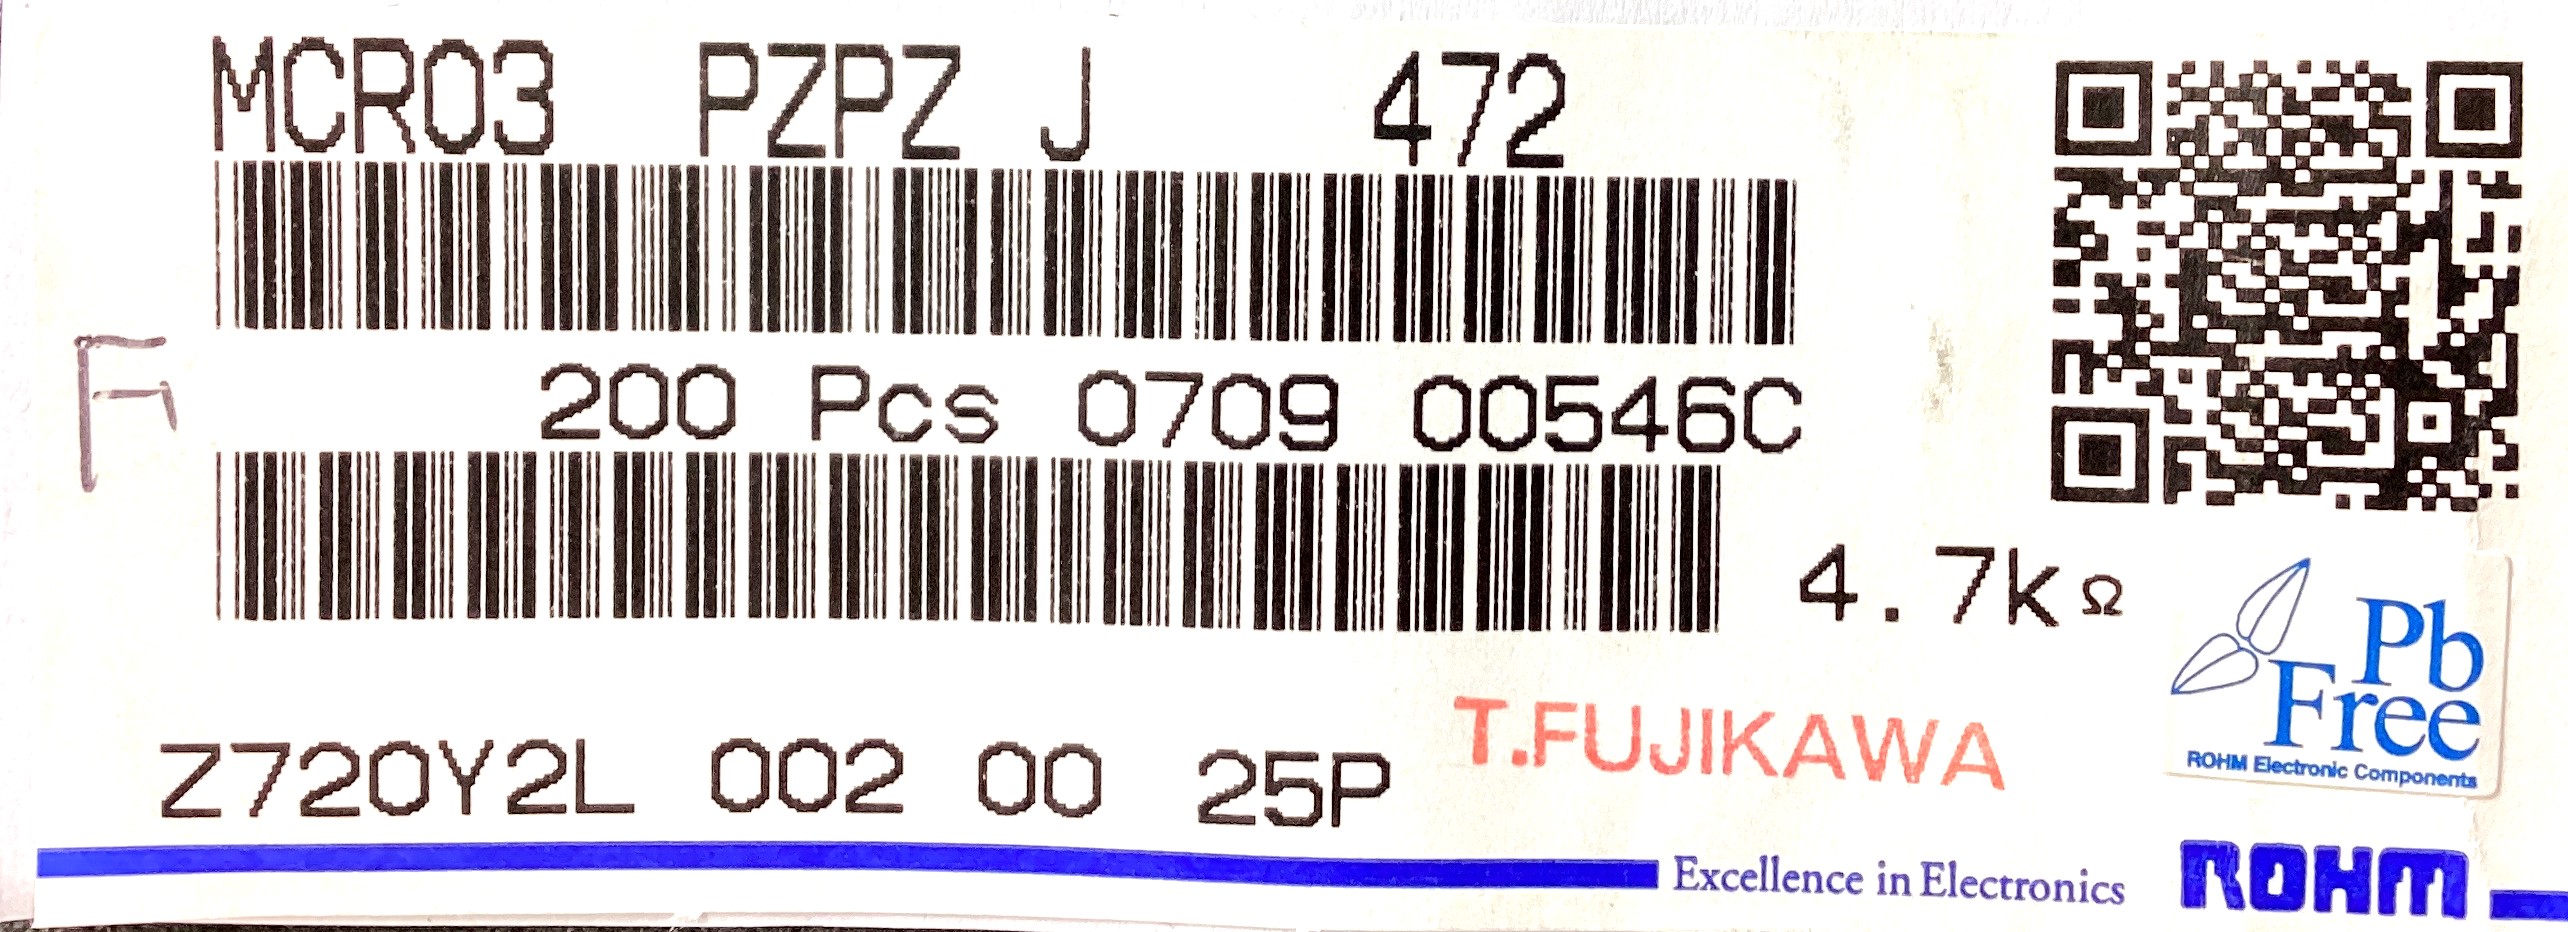 MCR03 PZPZ J 472
F
200 Pcs 0709 00546C
4.7kΩ
Pb
Free
ROHM Electronic Components
T.FUJIKAWA
Z720Y2L 002 00 25P
Excellence in Electronics
ROHM